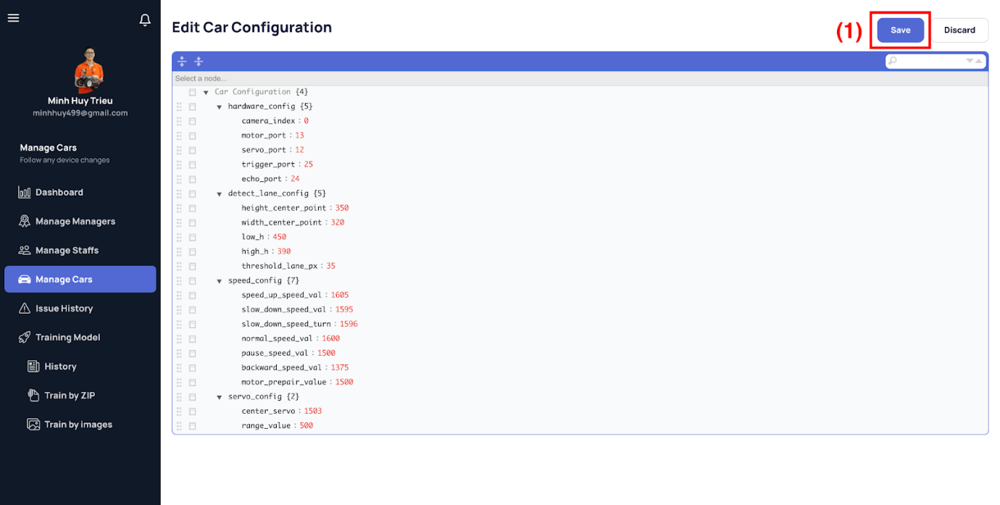 Minh Huy Trieu
minhhuy499@gmail.com
Manage Cars
Follow any device changes
Dashboard
Manage Managers
Manage Staffs
Manage Cars
Issue History
Training Model
History
Train by ZIP
Train by images
Edit Car Configuration
(1)
Save
Discard
Select a node...
Car Configuration {4}
hardware_config {5}
camera_index : 0
motor_port : 13
servo_port : 12
trigger_port : 25
echo_port : 24
detect_lane_config {5}
height_center_point : 350
width_center_point : 320
low_h : 450
high_h : 390
threshold_lane_px : 35
speed_config {7}
speed_up_speed_val : 1605
slow_down_speed_val : 1595
slow_down_speed_turn : 1596
normal_speed_val : 1600
pause_speed_val : 1500
backward_speed_val : 1375
motor_prepair_value : 1500
servo_config {2}
center_servo : 1503
range_value : 500